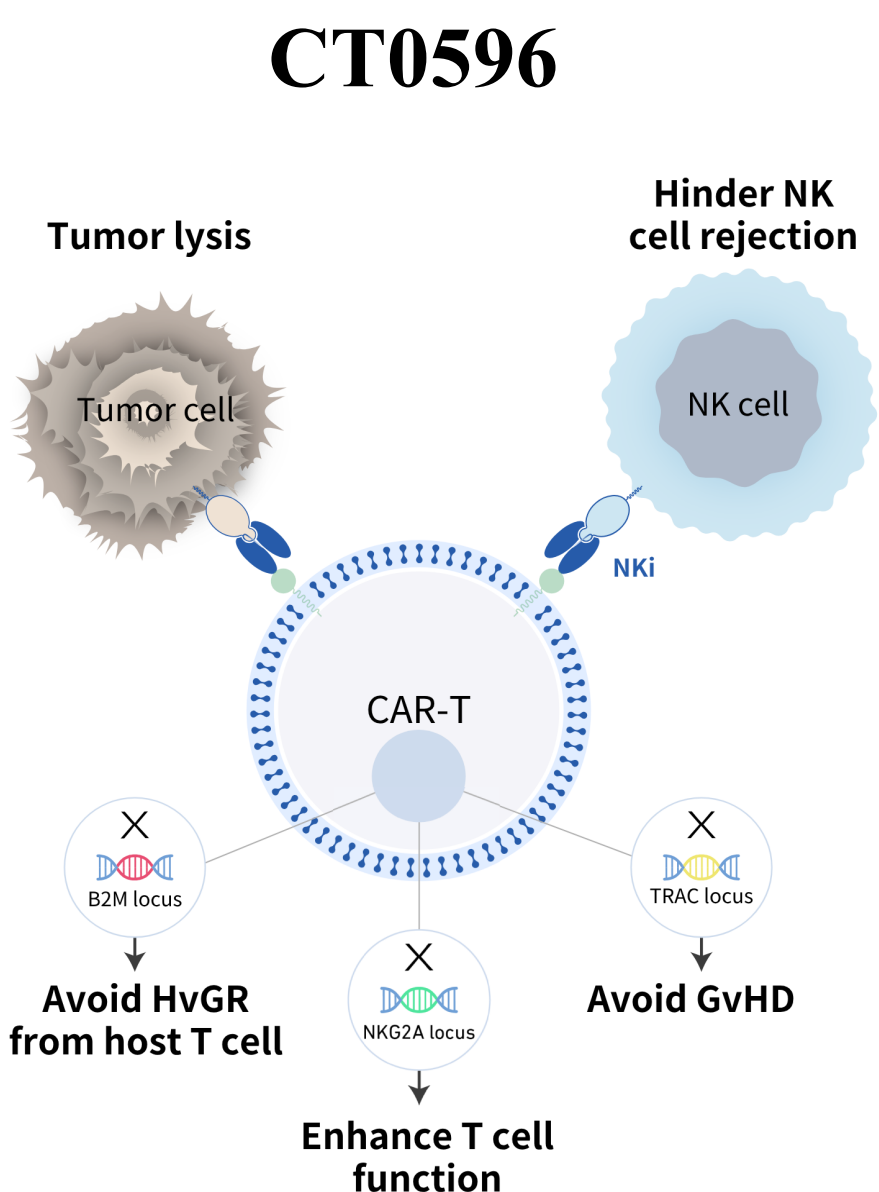 CT0596
Tumor lysis
Hinder NK
cell rejection
Tumor cell
NK cell
NKi
CAR-T
X
B2M locus
X
TRAC locus
X
NKG2A locus
Avoid HvGR
from host T cell
Avoid GvHD
Enhance T cell
function